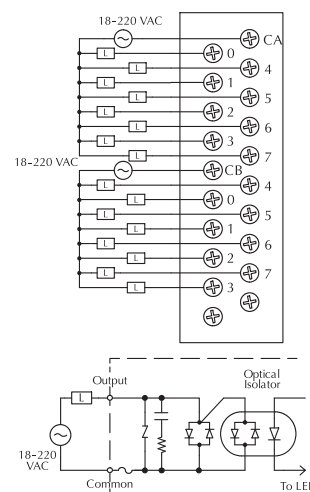 18-220 VAC
CA
L
0
L
4
L
1
L
5
L
2
L
6
L
3
L
7
18-220 VAC
CB
L
4
L
0
L
5
L
1
L
6
L
2
L
7
L
3
Optical
Isolator
Output
L
18-220
VAC
Common
To LED